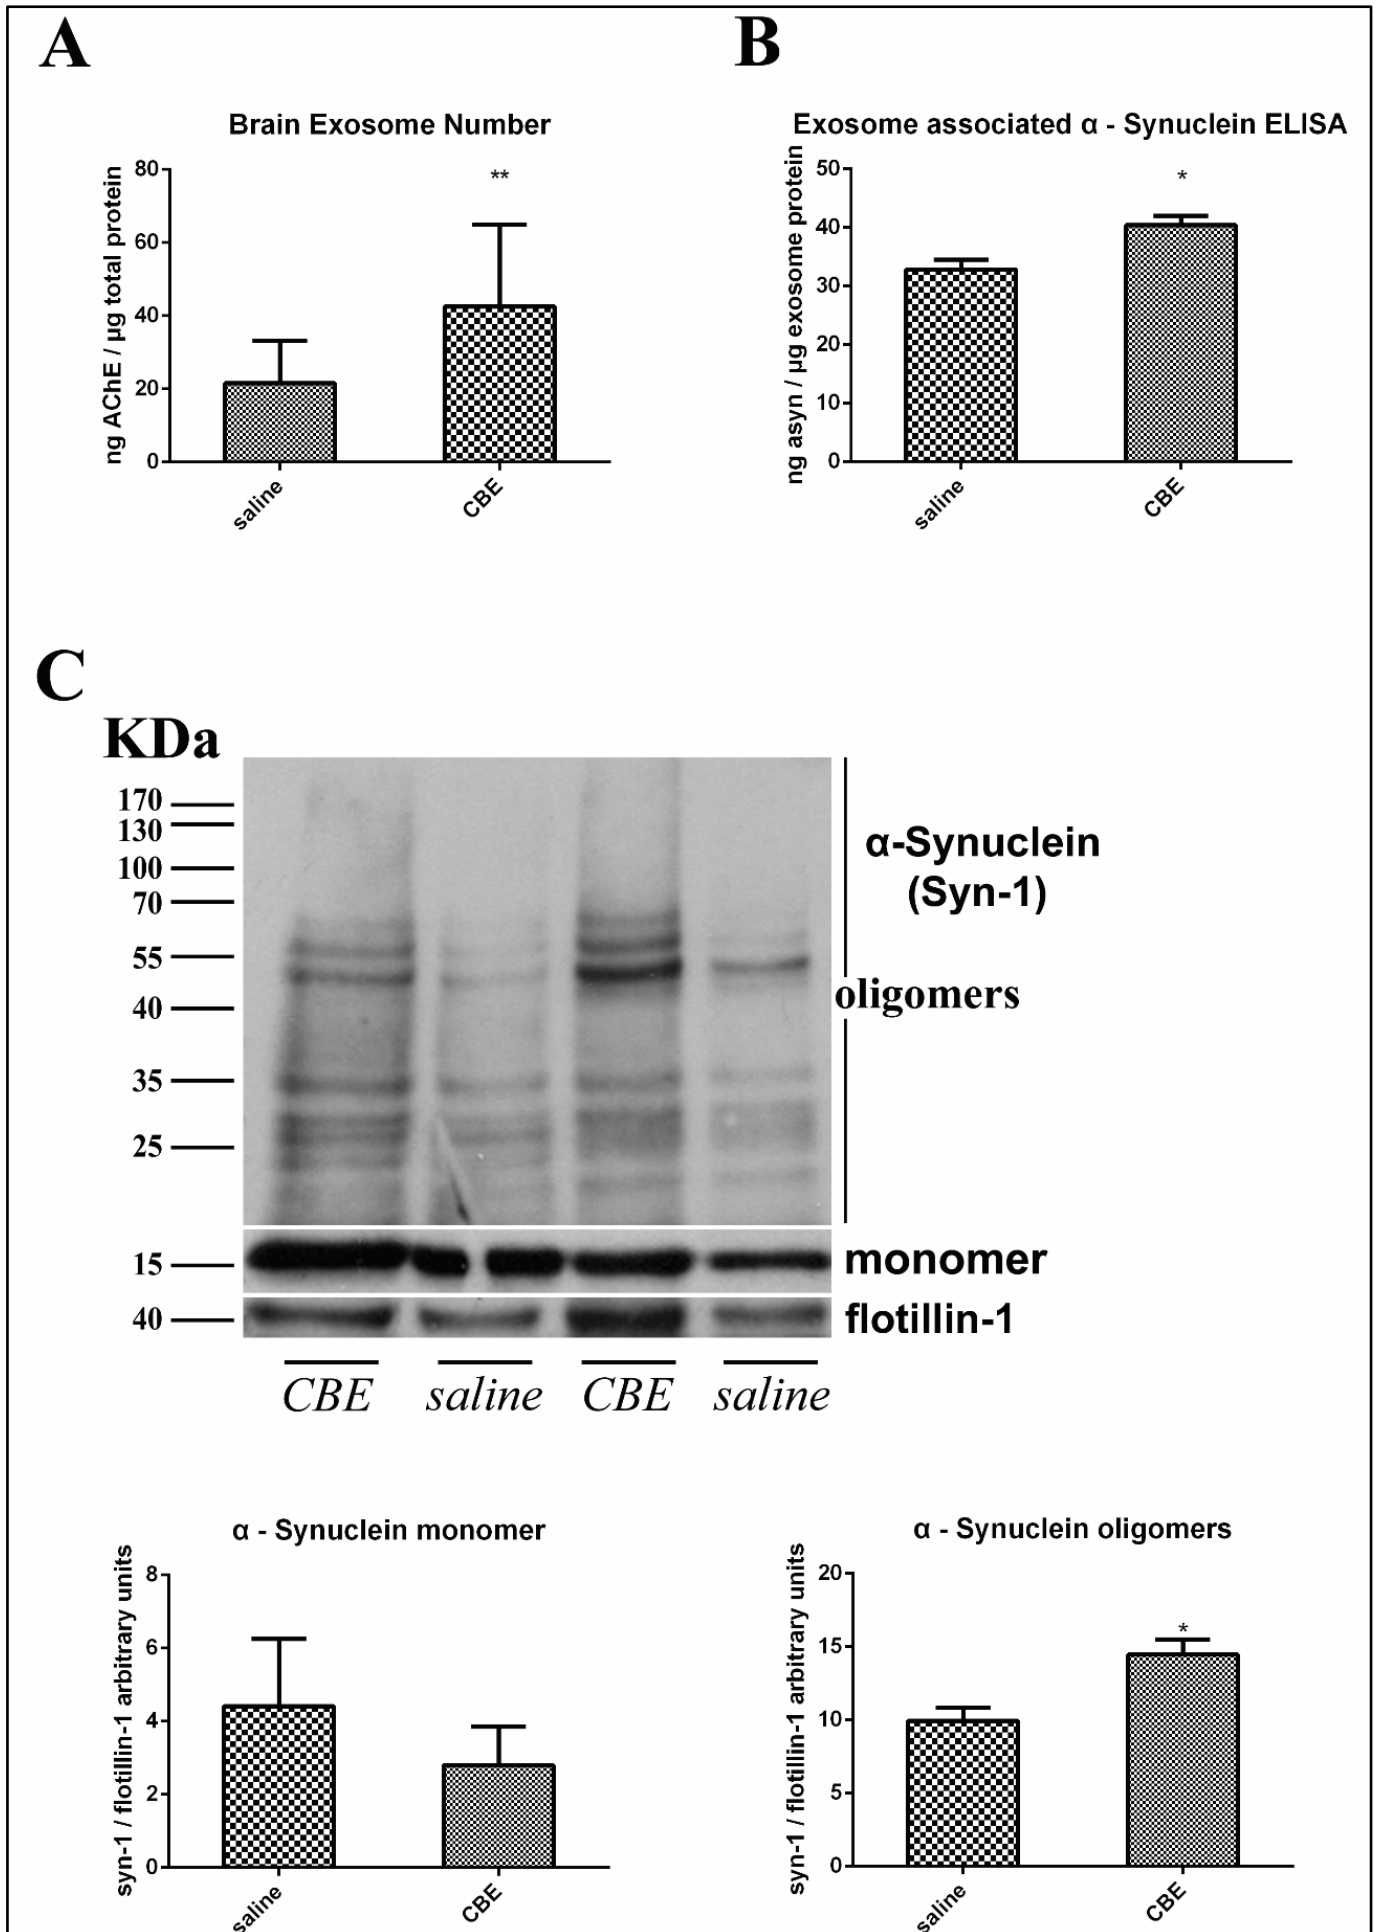 A
B
Brain Exosome Number
ng AChE / µg total protein
80
60
40
20
0
**
saline
CBE
Exosome associated α - Synuclein ELISA
ng asyn / µg exosome protein
50
40
30
20
10
0
*
saline
CBE
C
KDa
170
130
100
70
55
40
35
25
15
40
α-Synuclein
(Syn-1)
oligomers
monomer
flotillin-1
CBE
saline
CBE
saline
α - Synuclein monomer
syn-1 / flotillin-1 arbitrary units
8
6
4
2
0
saline
CBE
α - Synuclein oligomers
syn-1 / flotillin-1 arbitrary units
20
15
10
5
0
*
saline
CBE